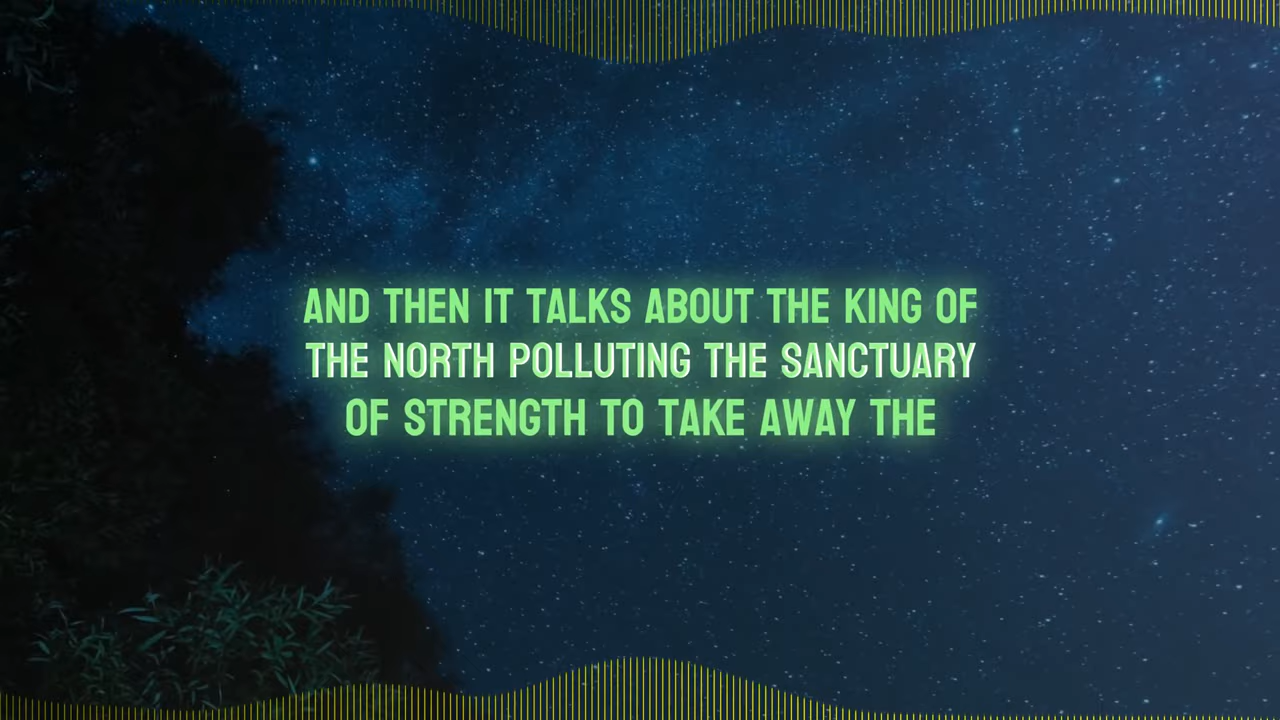 AND THEN IT TALKS ABOUT THE KING OF
THE NORTH POLLUTING THE SANCTUARY
OF STRENGTH TO TAKE AWAY THE